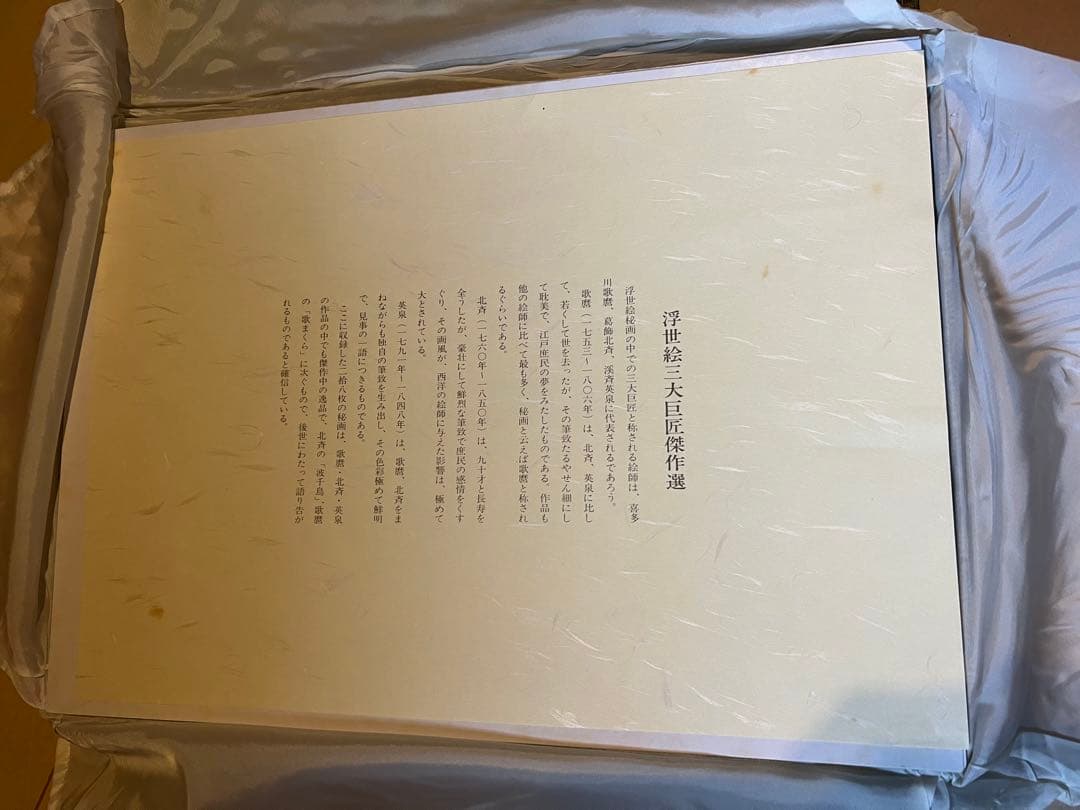 浮世絵三大巨匠傑作選
浮世絵秘画の中での三大巨匠と称される絵師は、喜多
川歌麿、葛飾北斉、渓斉英泉に代表されるであろう。
歌麿(一七五三〜一八〇六年)は、北斉、英泉に比し
て、若くして世を去ったが、その筆致たるやせん細にし
て耽美で、江戸庶民の夢をみたしたものである。作品も
他の絵師に比べて最も多く、秘画と云えば歌麿と称され
るぐらいである。
北斉(一七六〇年〜一八五〇年)は、九十才と長寿を
全うしたが、豪壮にして鮮烈な筆致で庶民の感情をくす
ぐり、その画風が、西洋の絵師に与えた影響は、極めて
大とされている。
英泉(一七九一年〜一八四八年)は、歌麿、北斉をま
ねながらも独自の筆致を生み出し、その色彩極めて鮮明
で、見事の一語につきるものである。
ここに収録した二拾八枚の秘画は、歌麿・北斉・英泉
の作品の中でも傑作中の逸品で、北斉の「波千鳥」、歌麿
の「歌まくら」に次ぐもので、後世にわたって語り告が
れるものであると確信している。